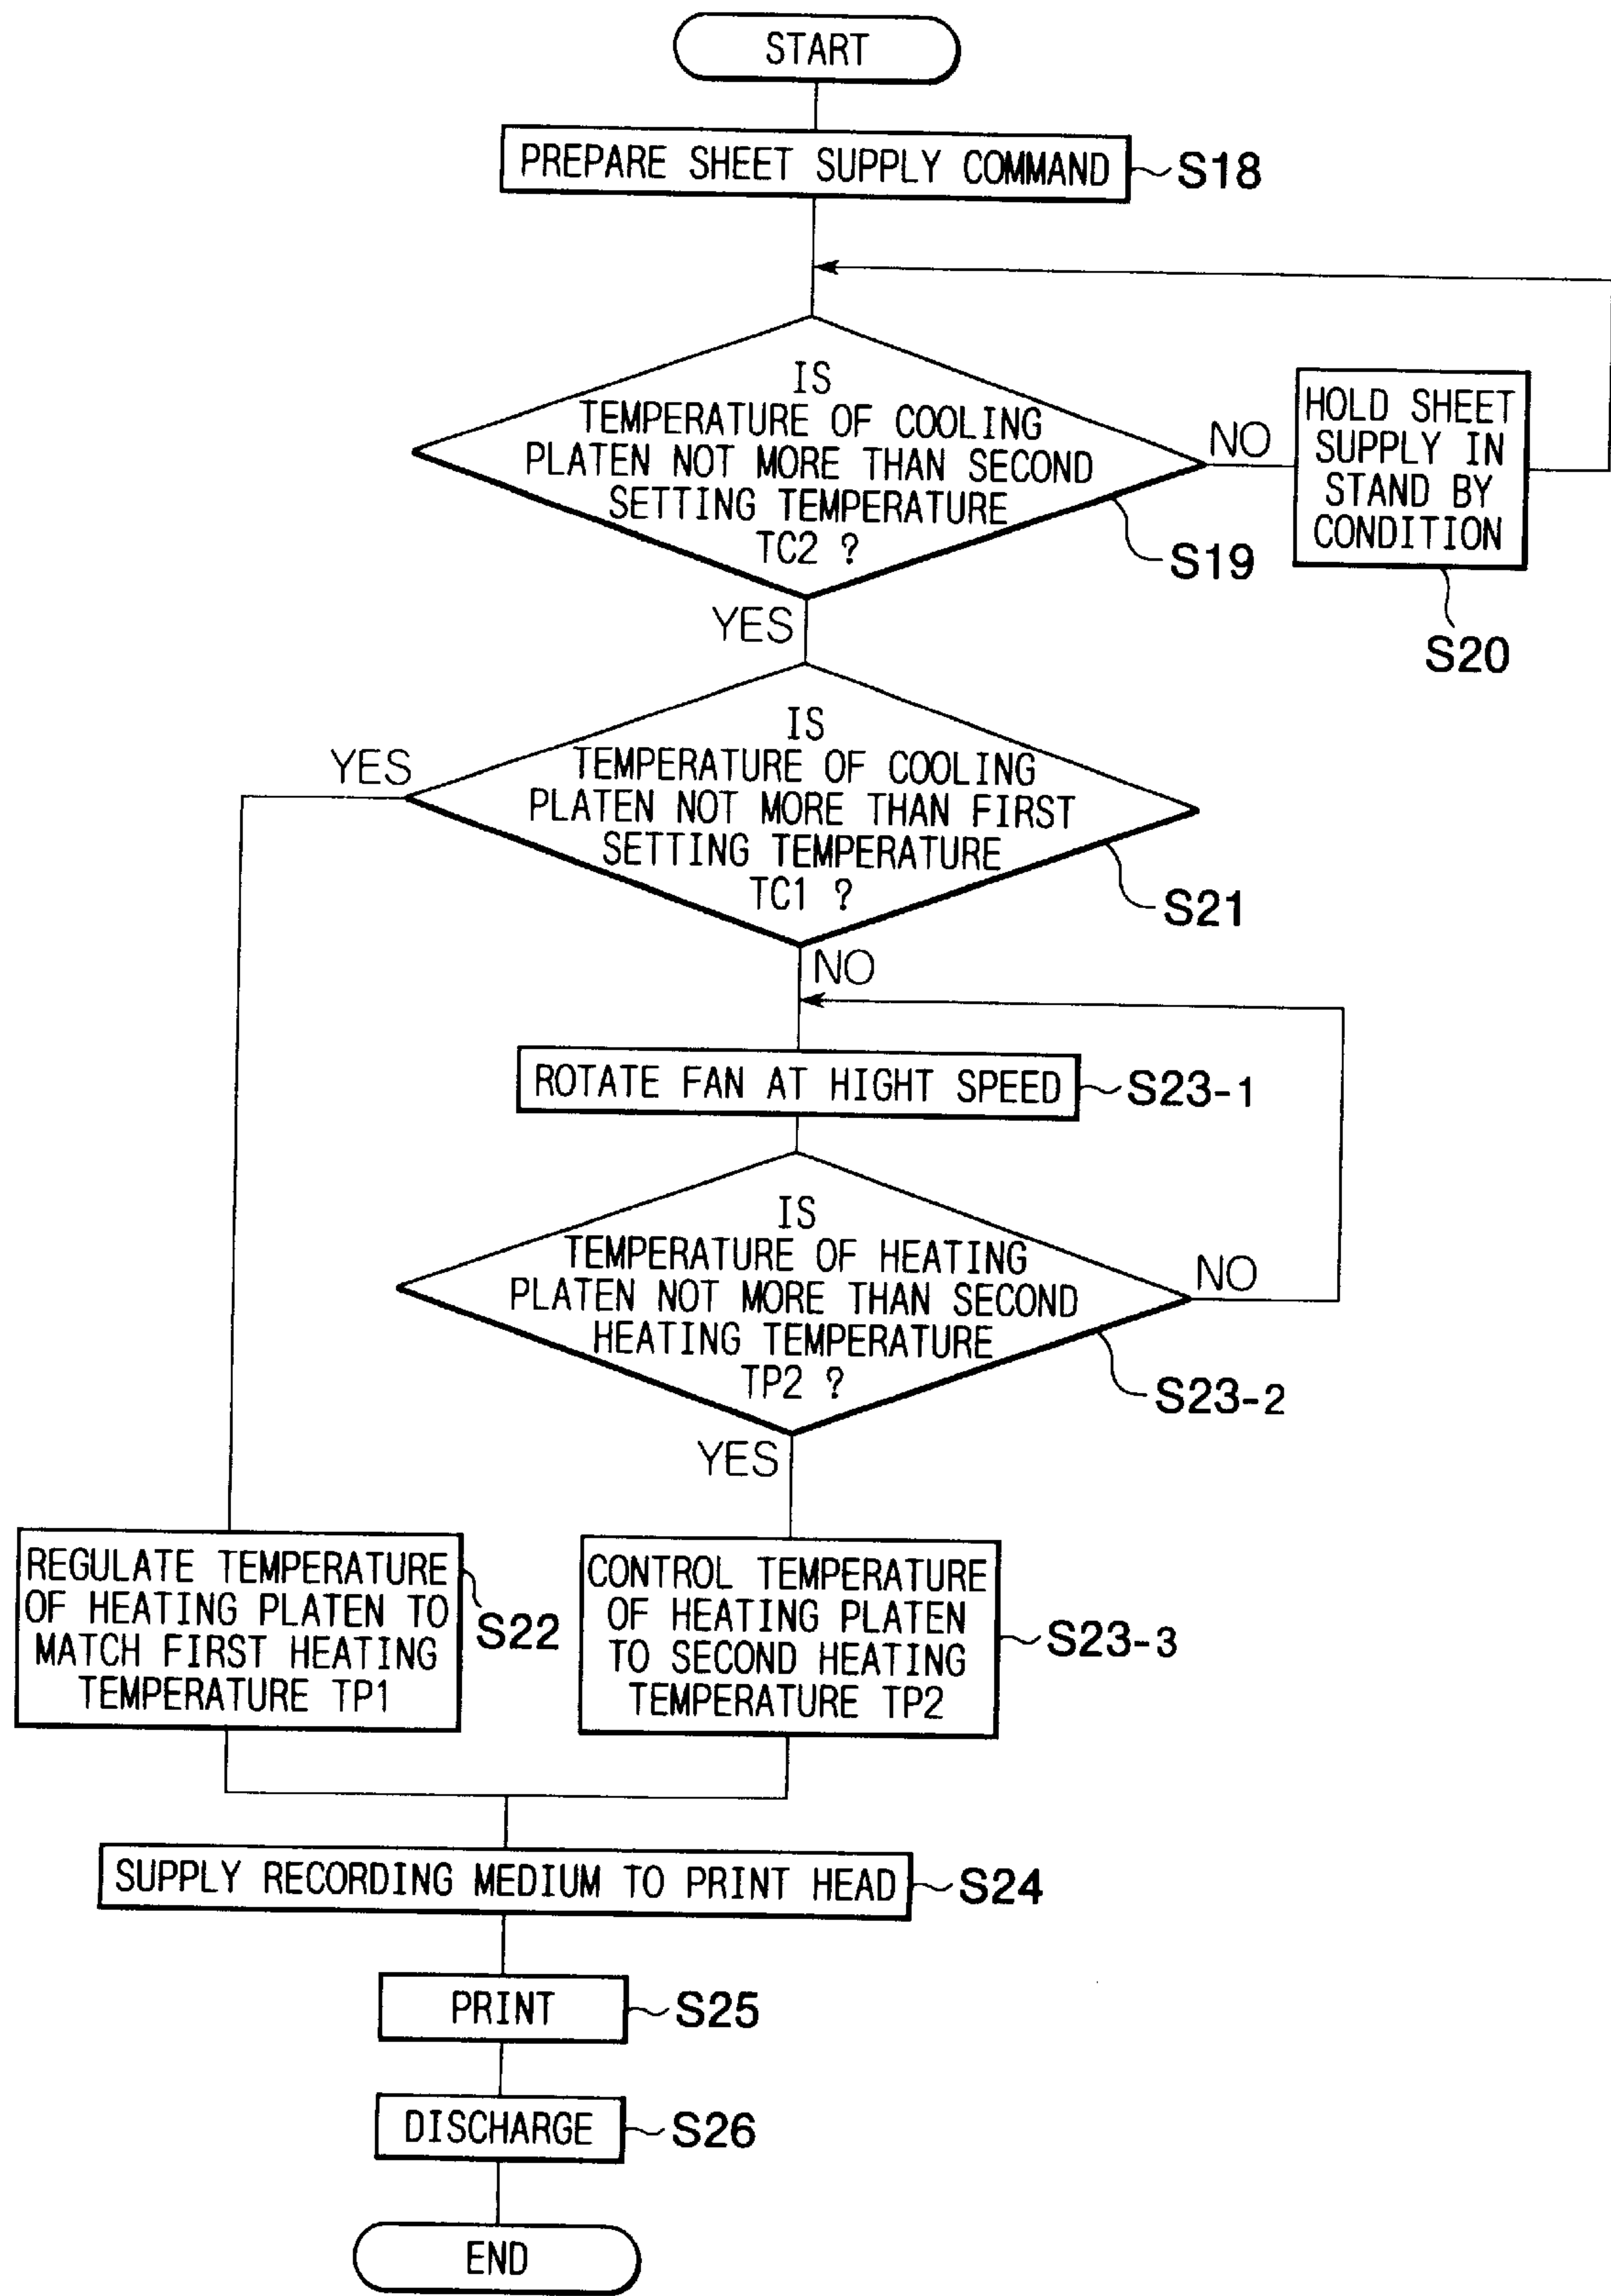 START
PREPARE SHEET SUPPLY COMMAND
S18
IS
TEMPERATURE OF COOLING
PLATEN NOT MORE THAN SECOND
SETTING TEMPERATURE
TC2 ?
S19
NO
HOLD SHEET
SUPPLY IN
STAND BY
CONDITION
S20
YES
IS
TEMPERATURE OF COOLING
PLATEN NOT MORE THAN FIRST
SETTING TEMPERATURE
TC1 ?
S21
YES
NO
ROTATE FAN AT HIGHT SPEED
S23-1
IS
TEMPERATURE OF HEATING
PLATEN NOT MORE THAN SECOND
HEATING TEMPERATURE
TP2 ?
S23-2
NO
YES
REGULATE TEMPERATURE
OF HEATING PLATEN TO
MATCH FIRST HEATING
TEMPERATURE TP1
S22
CONTROL TEMPERATURE
OF HEATING PLATEN
TO SECOND HEATING
TEMPERATURE TP2
S23-3
SUPPLY RECORDING MEDIUM TO PRINT HEAD
S24
PRINT
S25
DISCHARGE
S26
END